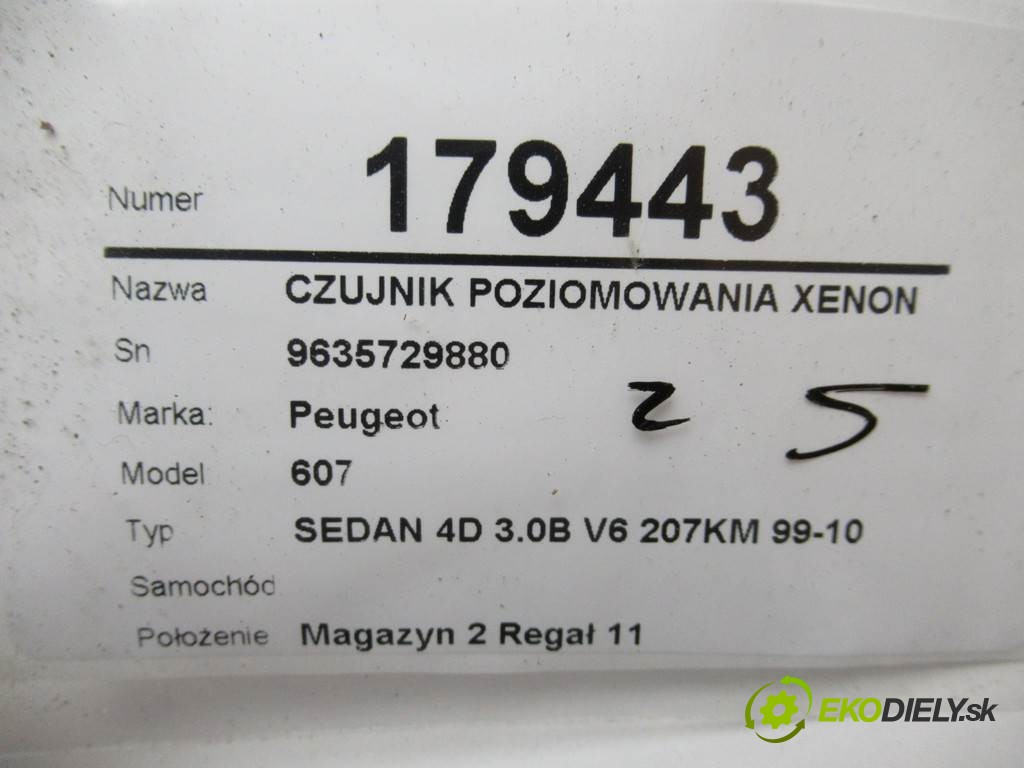 Numer 179443
Nazwa CZUJNIK POZIOMOWANIA XENON
Sn 9635729880
Marka: Peugeot
2 5
Model 607
Typ SEDAN 4D 3.0B V6 207KM 99-10
Samochód
Położenie Magazyn 2 Regał 11
EKODIELY.sk